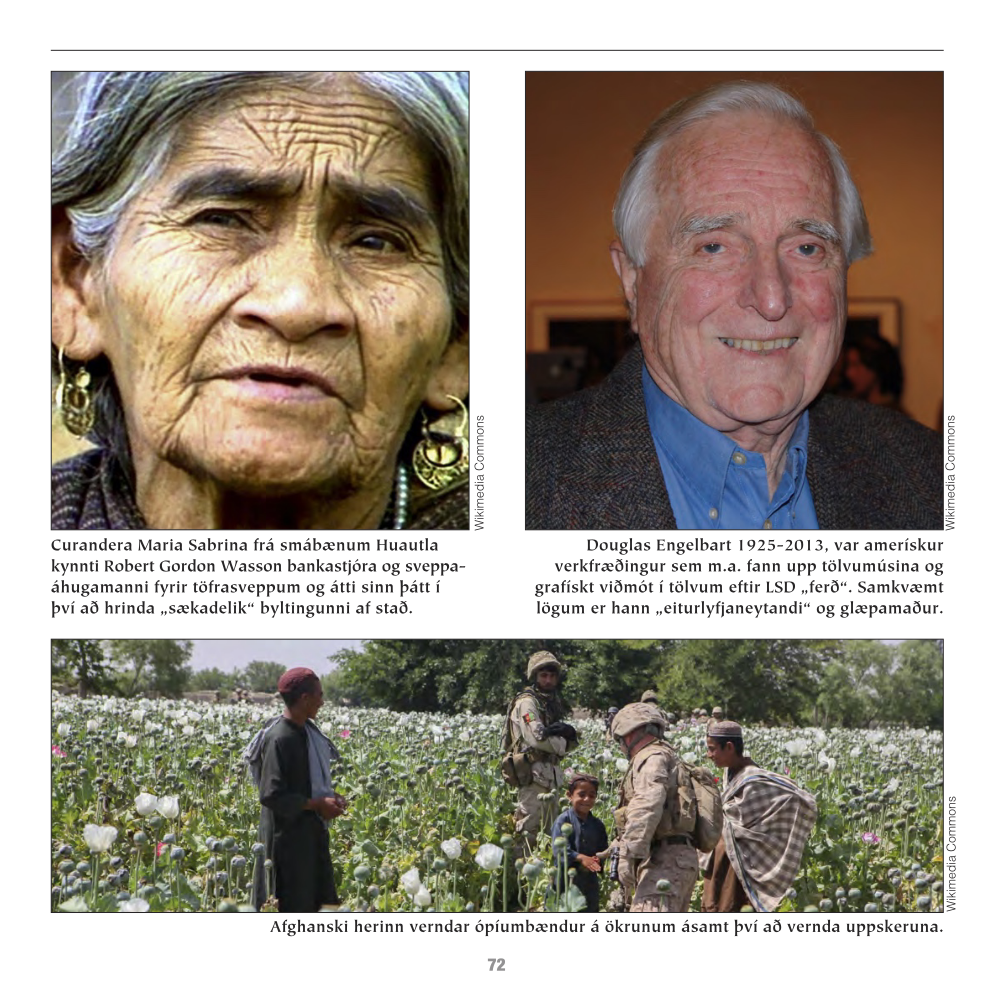 Wikimedia Commons
Curandera Maria Sabrina frá smábænum Huautla
kynnti Robert Gordon Wasson bankastjóra og sveppa-
áhugamanni fyrir töfrasveppum og átti sinn þátt í
því að hrinda „sækadelik“ byltingunni af stað.
Wikimedia Commons
Douglas Engelbart 1925-2013, var amerískur
verkfræðingur sem m.a. fann upp tölvumúsina og
grafískt viðmót í tölvum eftir LSD „ferð“. Samkvæmt
lögum er hann „eiturlyfjaneytandi“ og glæpamaður.
Wikimedia Commons
Afghanski herinn verndar ópíumbændur á ökrunum ásamt því að vernda uppskeruna.
72